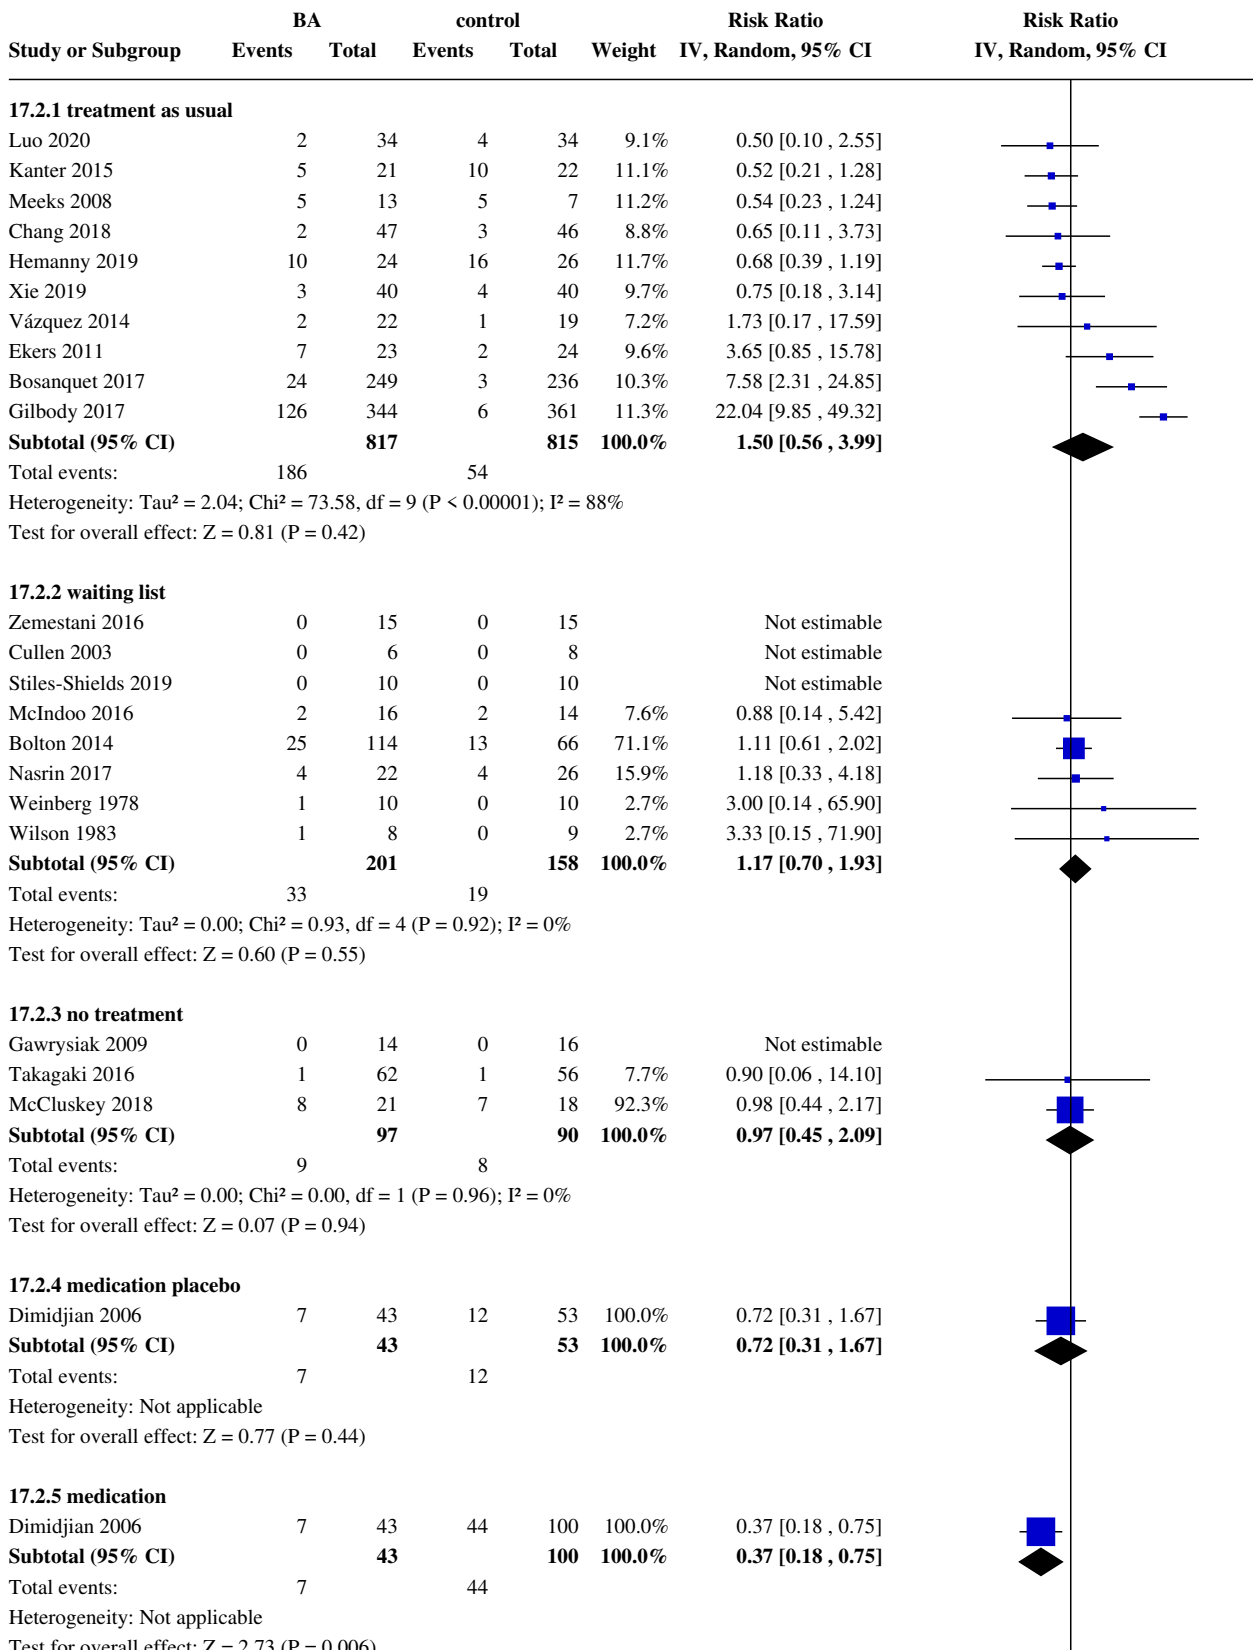 BA control Risk Ratio Risk Ratio
Study or Subgroup Events Total Events Total Weight IV, Random, 95% CI IV, Random, 95% CI
17.2.1 treatment as usual
Luo 2020 2 34 4 34 9.1% 0.50 [0.10 , 2.55]
Kanter 2015 5 21 10 22 11.1% 0.52 [0.21 , 1.28]
Meeks 2008 5 13 5 7 11.2% 0.54 [0.23 , 1.24]
Chang 2018 2 47 3 46 8.8% 0.65 [0.11 , 3.73]
Hemanny 2019 10 24 16 26 11.7% 0.68 [0.39 , 1.19]
Xie 2019 3 40 4 40 9.7% 0.75 [0.18 , 3.14]
Vázquez 2014 2 22 1 19 7.2% 1.73 [0.17 , 17.59]
Ekers 2011 7 23 2 24 9.6% 3.65 [0.85 , 15.78]
Bosanquet 2017 24 249 3 236 10.3% 7.58 [2.31 , 24.85]
Gilbody 2017 126 344 6 361 11.3% 22.04 [9.85 , 49.32]
Subtotal (95% CI) 817 815 100.0% 1.50 [0.56 , 3.99]
Total events: 186 54
Heterogeneity: Tau² = 2.04; Chi² = 73.58, df = 9 (P < 0.00001); I² = 88%
Test for overall effect: Z = 0.81 (P = 0.42)
17.2.2 waiting list
Zemestani 2016 0 15 0 15 Not estimable
Cullen 2003 0 6 0 8 Not estimable
Stiles-Shields 2019 0 10 0 10 Not estimable
McIndoo 2016 2 16 2 14 7.6% 0.88 [0.14 , 5.42]
Bolton 2014 25 114 13 66 71.1% 1.11 [0.61 , 2.02]
Nasrin 2017 4 22 4 26 15.9% 1.18 [0.33 , 4.18]
Weinberg 1978 1 10 0 10 2.7% 3.00 [0.14 , 65.90]
Wilson 1983 1 8 0 9 2.7% 3.33 [0.15 , 71.90]
Subtotal (95% CI) 201 158 100.0% 1.17 [0.70 , 1.93]
Total events: 33 19
Heterogeneity: Tau² = 0.00; Chi² = 0.93, df = 4 (P = 0.92); I² = 0%
Test for overall effect: Z = 0.60 (P = 0.55)
17.2.3 no treatment
Gawrysiak 2009 0 14 0 16 Not estimable
Takagaki 2016 1 62 1 56 7.7% 0.90 [0.06 , 14.10]
McCluskey 2018 8 21 7 18 92.3% 0.98 [0.44 , 2.17]
Subtotal (95% CI) 97 90 100.0% 0.97 [0.45 , 2.09]
Total events: 9 8
Heterogeneity: Tau² = 0.00; Chi² = 0.00, df = 1 (P = 0.96); I² = 0%
Test for overall effect: Z = 0.07 (P = 0.94)
17.2.4 medication placebo
Dimidjian 2006 7 43 12 53 100.0% 0.72 [0.31 , 1.67]
Subtotal (95% CI) 43 53 100.0% 0.72 [0.31 , 1.67]
Total events: 7 12
Heterogeneity: Not applicable
Test for overall effect: Z = 0.77 (P = 0.44)
17.2.5 medication
Dimidjian 2006 7 43 44 100 100.0% 0.37 [0.18 , 0.75]
Subtotal (95% CI) 43 100 100.0% 0.37 [0.18 , 0.75]
Total events: 7 44
Heterogeneity: Not applicable
Test for overall effect: Z = 2.73 (P = 0.006)